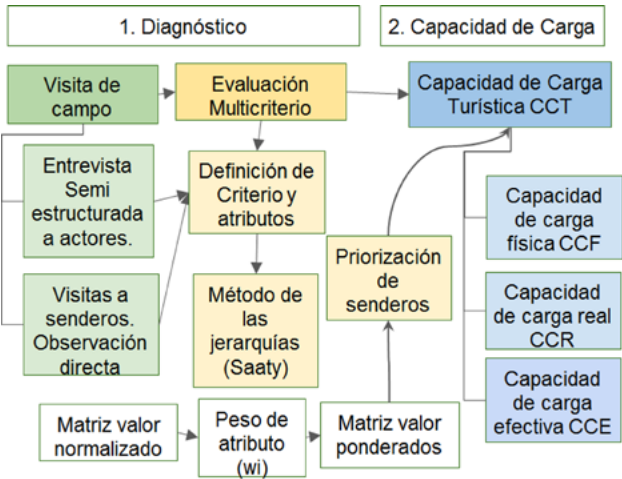 1. Diagnóstico
2. Capacidad de Carga
Visita de
campo
Evaluación
Multicriterio
Capacidad de Carga
Turística CCT
Entrevista
Semi
estructurada
a actores.
Definición de
Criterio y
atributos
Capacidad
de carga
física CCF
Priorización
de
senderos
Visitas a
senderos.
Observación
directa
Método de
las
jerarquías
(Saaty)
Capacidad
de carga real
CCR
Capacidad
de carga
efectiva CCE
Matriz valor
normalizado
Peso de
atributo
(wi)
Matriz valor
ponderados